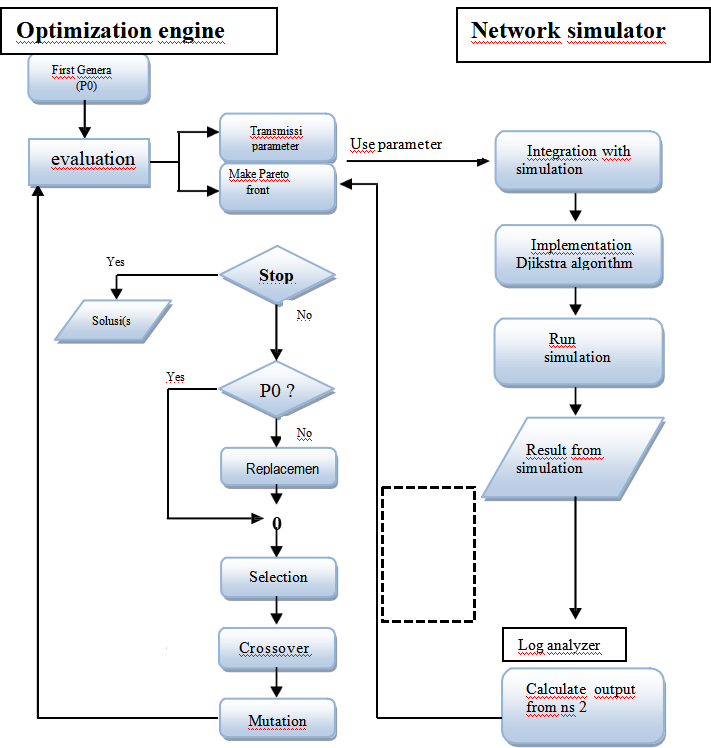 Optimization engine
Network simulator
First Genera
(P0)
evaluation
Transmissi
parameter
Make Pareto
front
Use parameter
Integration with
simulation
Implementation
Djikstra algorithm
Run
simulation
Result from
simulation
Log analyzer
Calculate output
from ns 2
Stop
Yes
Solusi(s
No
P0 ?
Yes
No
Replacemen
0
Selection
Crossover
Mutation